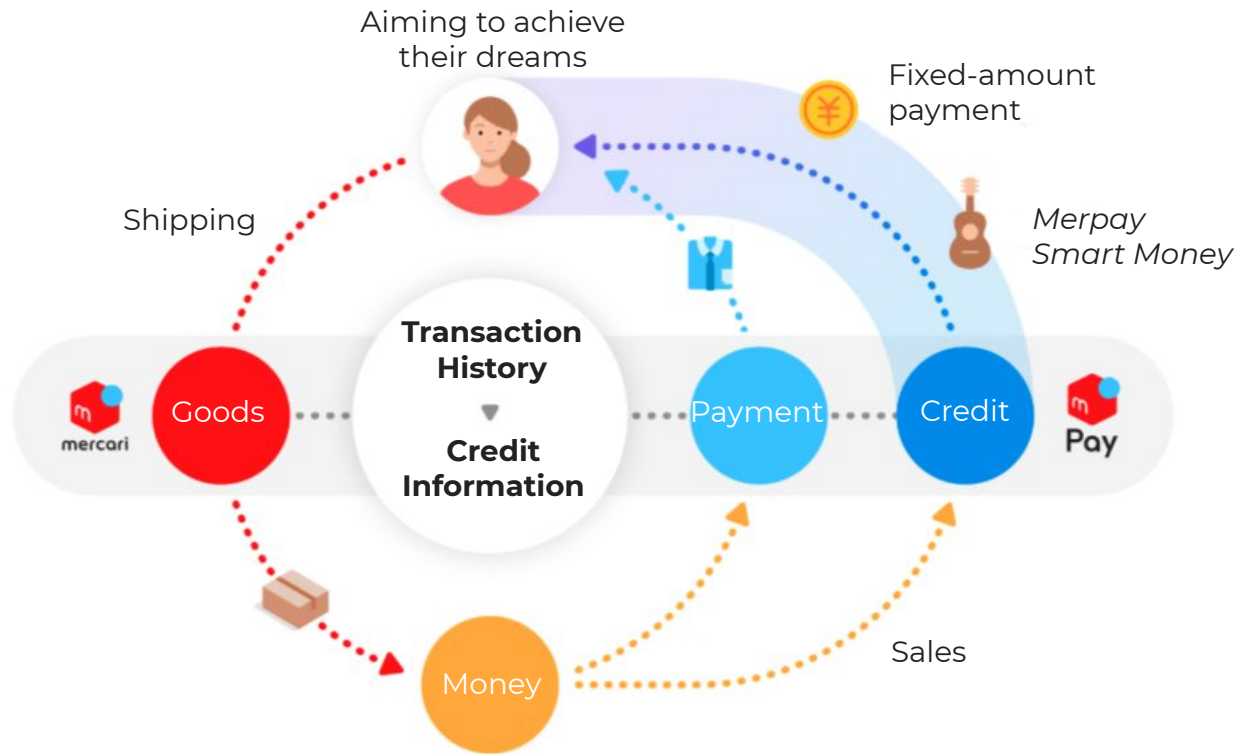 Aiming to achieve
their dreams
Fixed-amount
payment
¥
Shipping
Merpay
Smart Money
Transaction
History
Credit
Information
m
mercari
Goods
Payment
Credit
m
Pay
Money
Sales